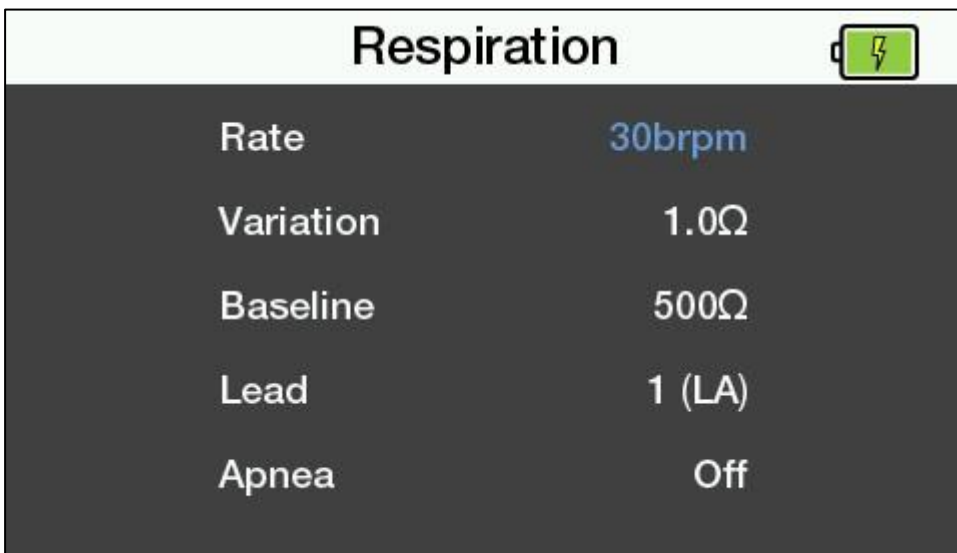 Respiration
Rate 30brpm
Variation 1.0Ω
Baseline 500Ω
Lead 1 (LA)
Apnea Off